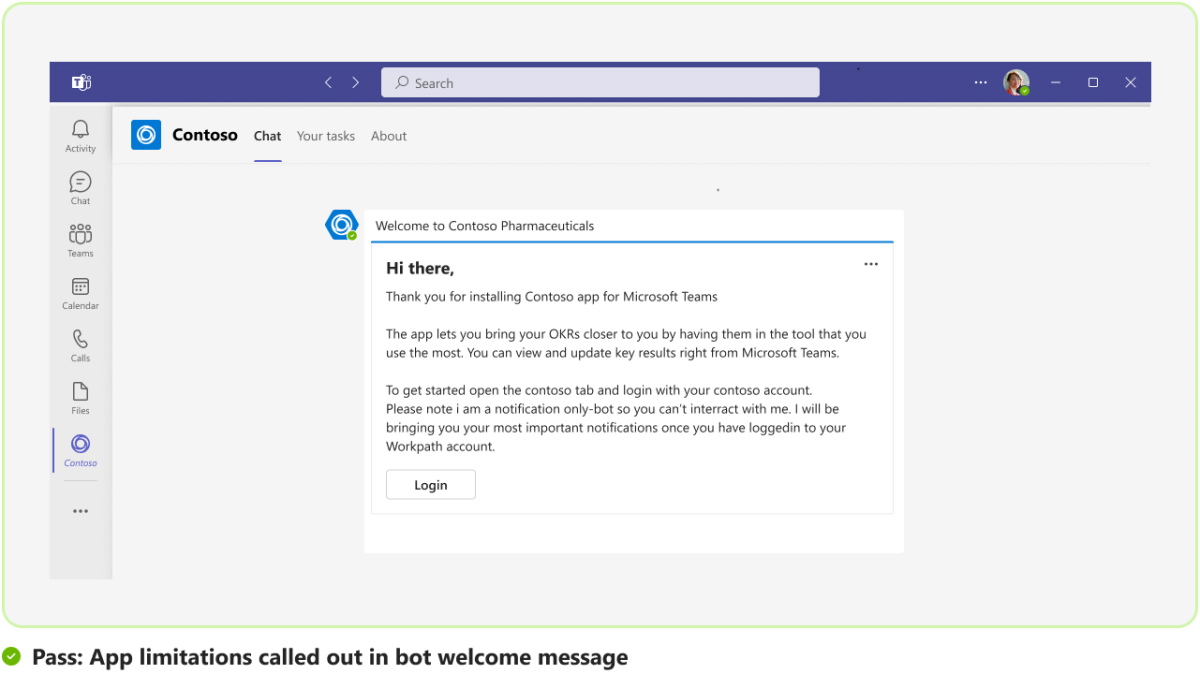 Search
Contoso Chat Your tasks About
Activity
Chat
Teams
Calendar
Calls
Files
Contoso
Welcome to Contoso Pharmaceuticals
Hi there,
Thank you for installing Contoso app for Microsoft Teams
The app lets you bring your OKRs closer to you by having them in the tool that you
use the most. You can view and update key results right from Microsoft Teams.
To get started open the contoso tab and login with your contoso account.
Please note i am a notification only-bot so you can't interract with me. I will be
bringing you your most important notifications once you have loggedin to your
Workpath account.
Login
Pass: App limitations called out in bot welcome message